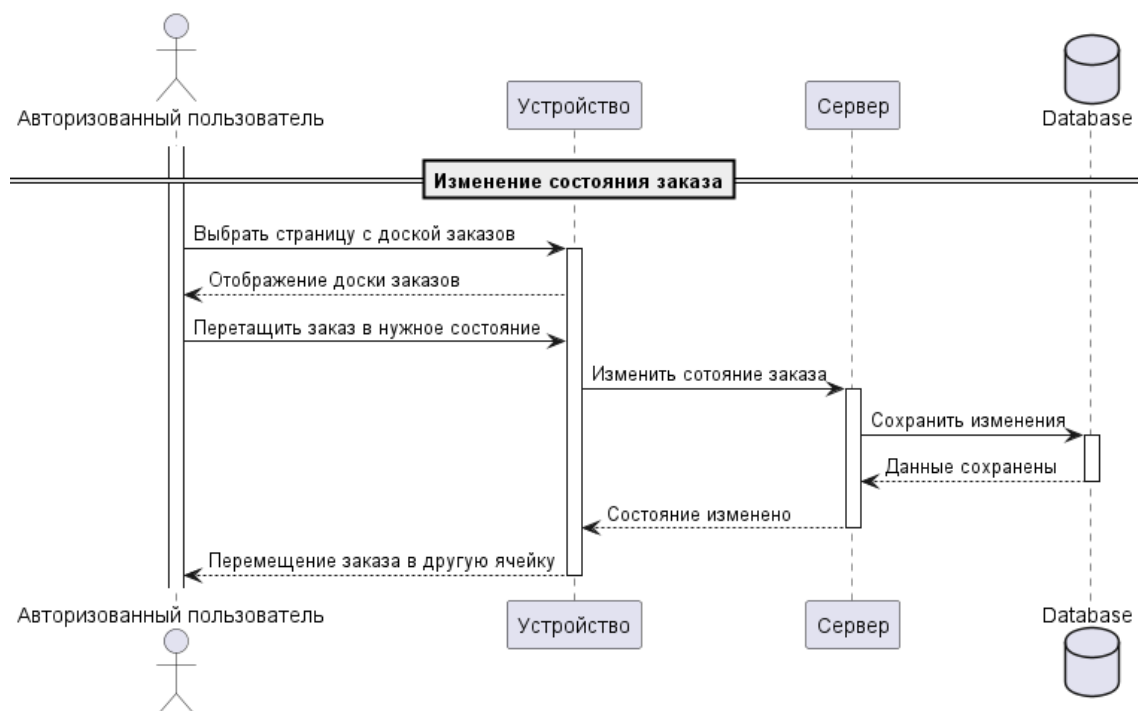 Авторизованный пользователь
Устройство
Сервер
Database
Изменение состояния заказа
Выбрать страницу с доской заказов
Отображение доски заказов
Перетащить заказ в нужное состояние
Изменить сотояние заказа
Сохранить изменения
Данные сохранены
Состояние изменено
Перемещение заказа в другую ячейку
Авторизованный пользователь
Устройство
Сервер
Database